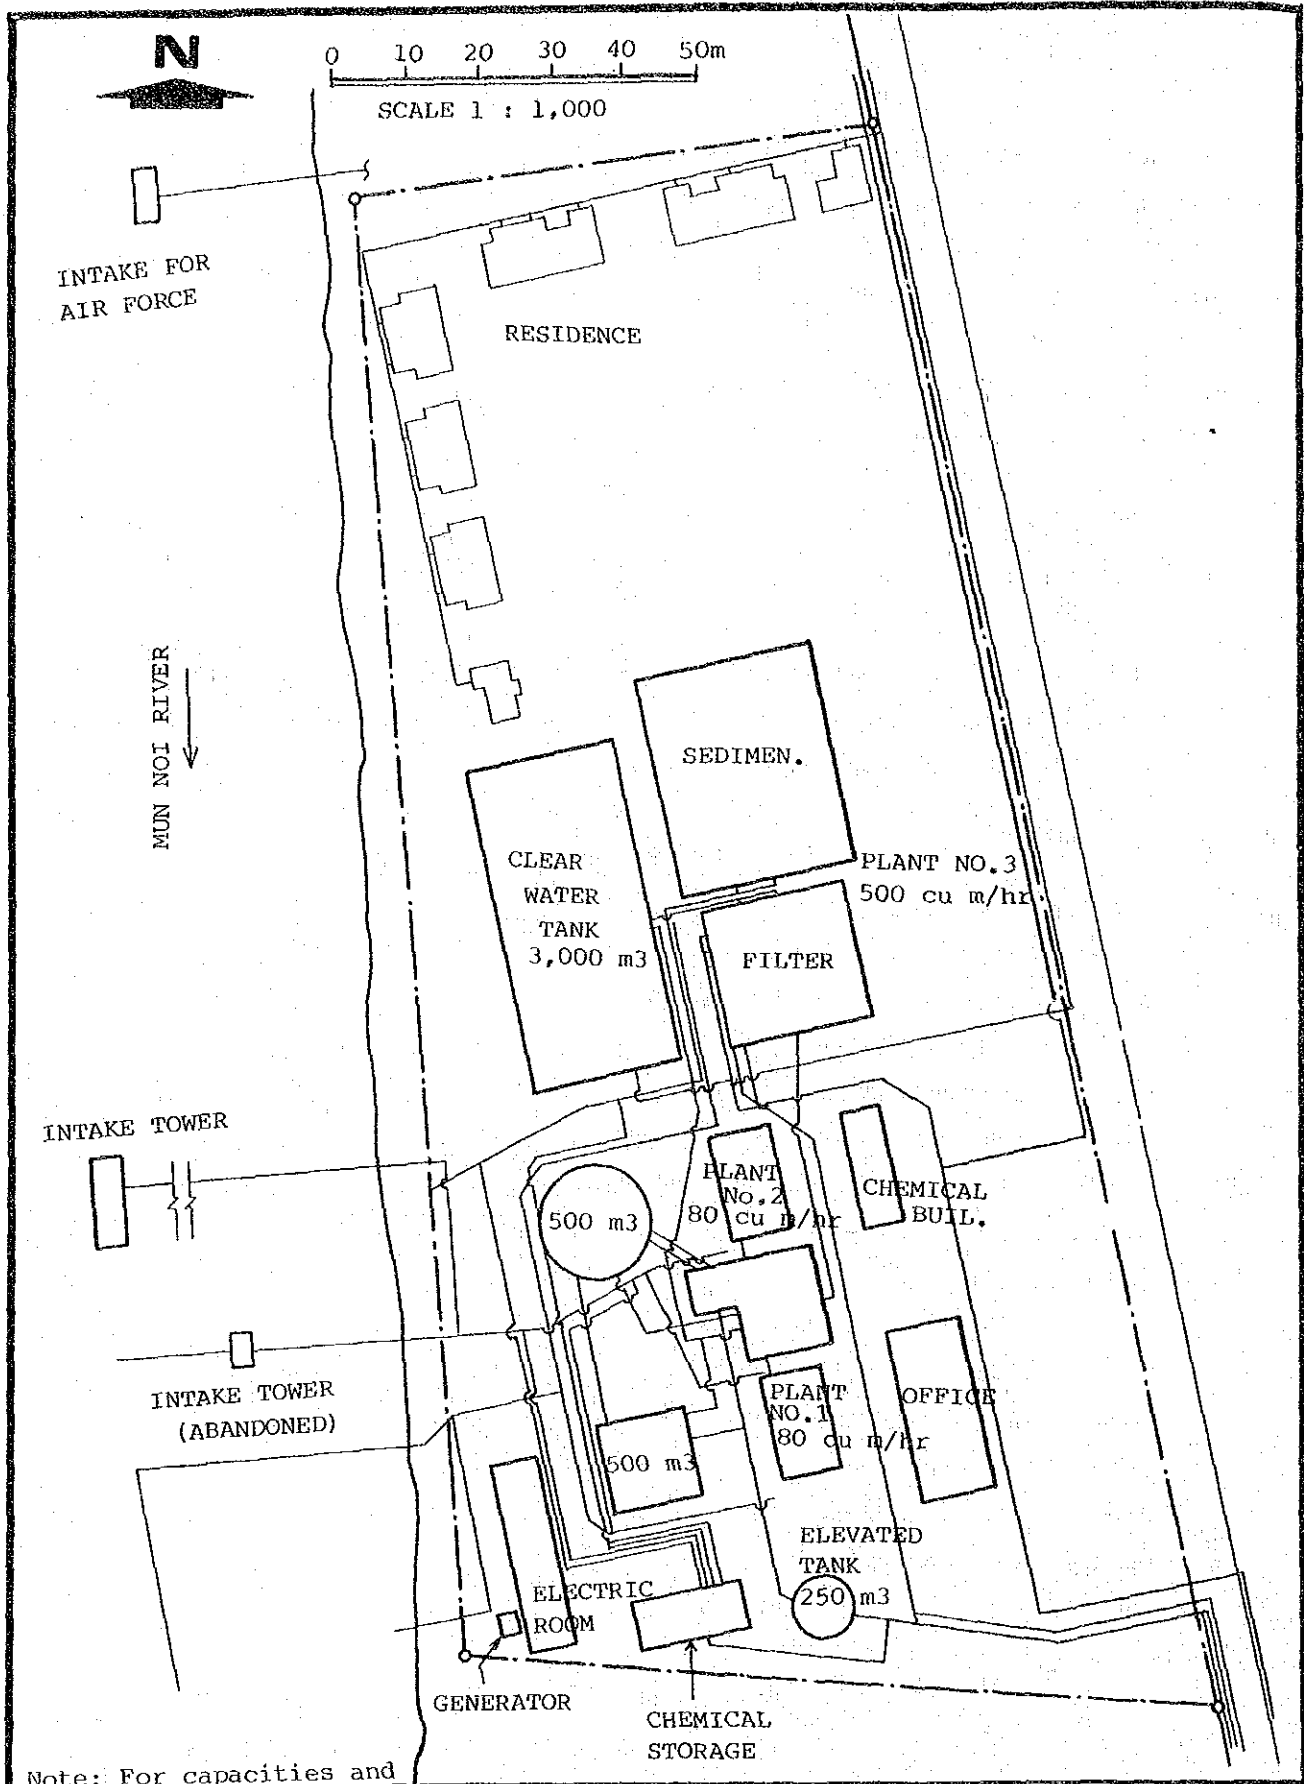 N
0 10 20 30 40 50m
SCALE 1 : 1,000
INTAKE FOR
AIR FORCE
RESIDENCE
MUN NOI RIVER
SEDIMEN.
CLEAR
WATER
TANK
3,000 m3
PLANT NO.3
500 cu m/hr
FILTER
INTAKE TOWER
PLANT
No.2
80 cu m/hr
CHEMICAL
BUIL.
500 m3
INTAKE TOWER
(ABANDONED)
PLANT
NO.1
80 cu m/hr
OFFICE
500 m3
ELEVATED
TANK
250 m3
ELECTRIC
ROOM
GENERATOR
CHEMICAL
STORAGE
Note: For capacities and